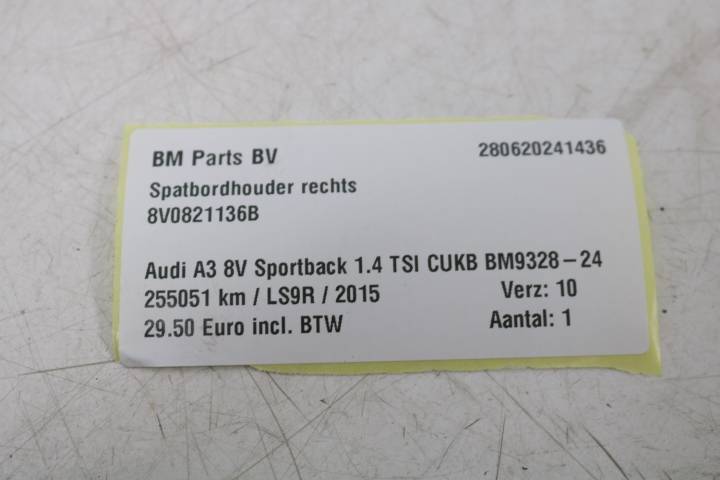 BM Parts BV 280620241436
Spatbordhouder rechts
8V0821136B
Audi A3 8V Sportback 1.4 TSI CUKB BM9328-24
255051 km / LS9R / 2015 Verz: 10
29.50 Euro incl. BTW Aantal: 1